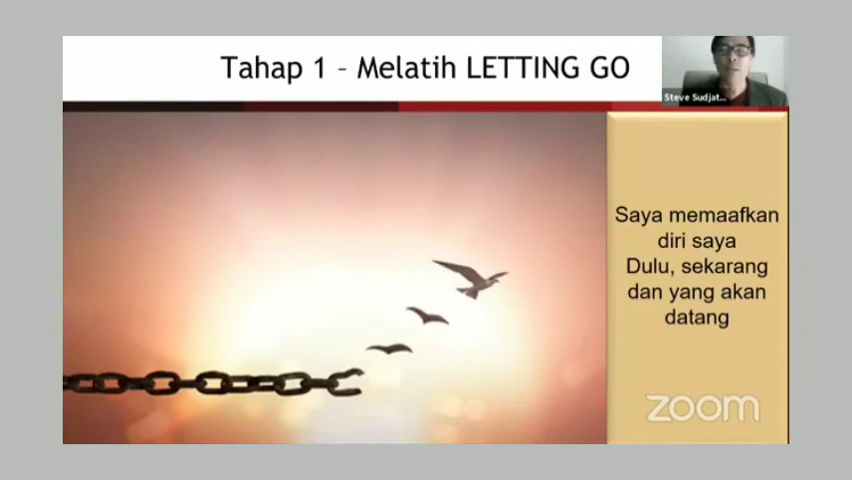 Tahap 1 – Melatih LETTING GO
Steve Sudjat...
Saya memaafkan
diri saya
Dulu, sekarang
dan yang akan
datang
zoom